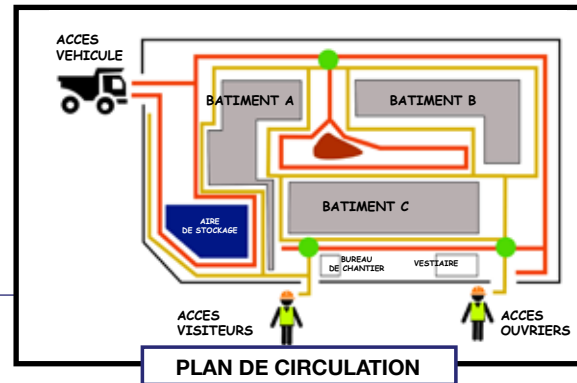 ACCES
VEHICULE
BATIMENT A
BATIMENT B
BATIMENT C
AIRE
DE STOCKAGE
BUREAU
DE CHANTIER
VESTIAIRE
ACCES
VISITEURS
ACCES
OUVRIERS
PLAN DE CIRCULATION